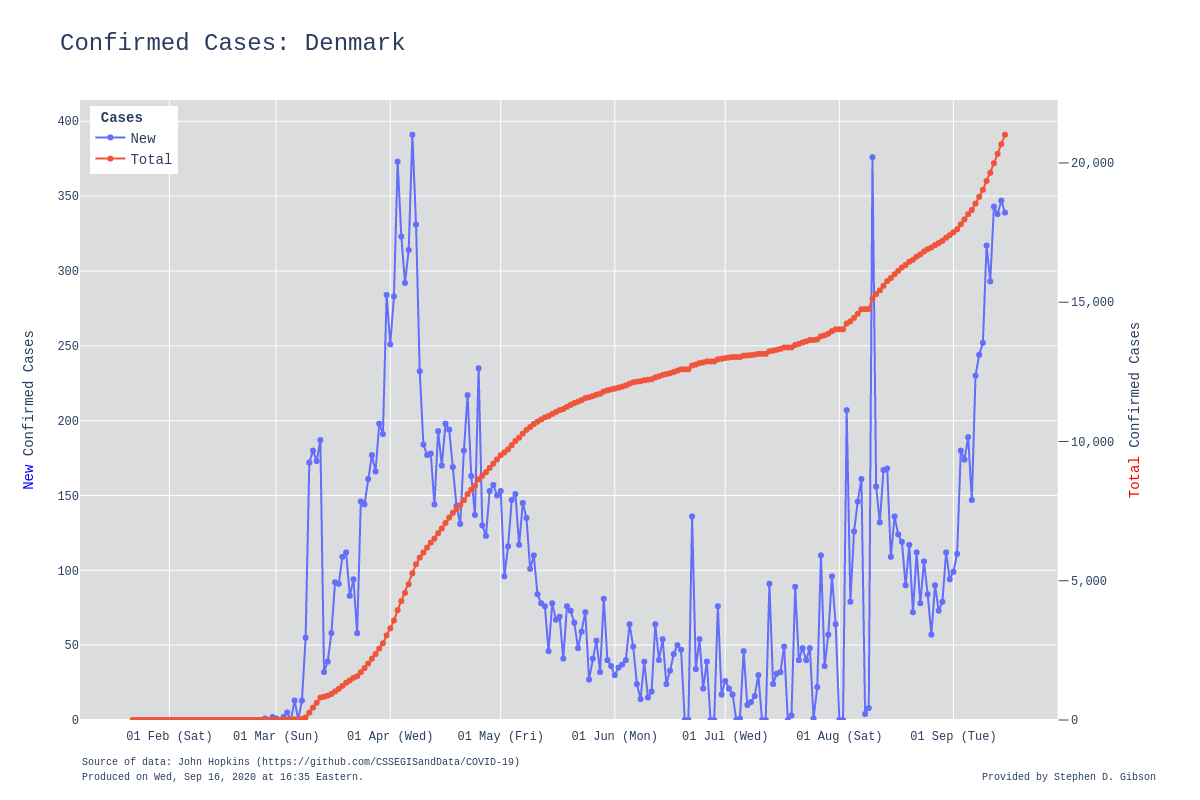 Confirmed Cases: Denmark
Cases
New
Total
400
350
300
250
200
150
100
50
0
20,000
15,000
10,000
5,000
0
New Confirmed Cases
Total Confirmed Cases
01 Feb (Sat) 01 Mar (Sun) 01 Apr (Wed) 01 May (Fri) 01 Jun (Mon) 01 Jul (Wed) 01 Aug (Sat) 01 Sep (Tue)
Source of data: John Hopkins (https://github.com/CSSEGISandData/COVID-19)
Produced on Wed, Sep 16, 2020 at 16:35 Eastern.
Provided by Stephen D. Gibson